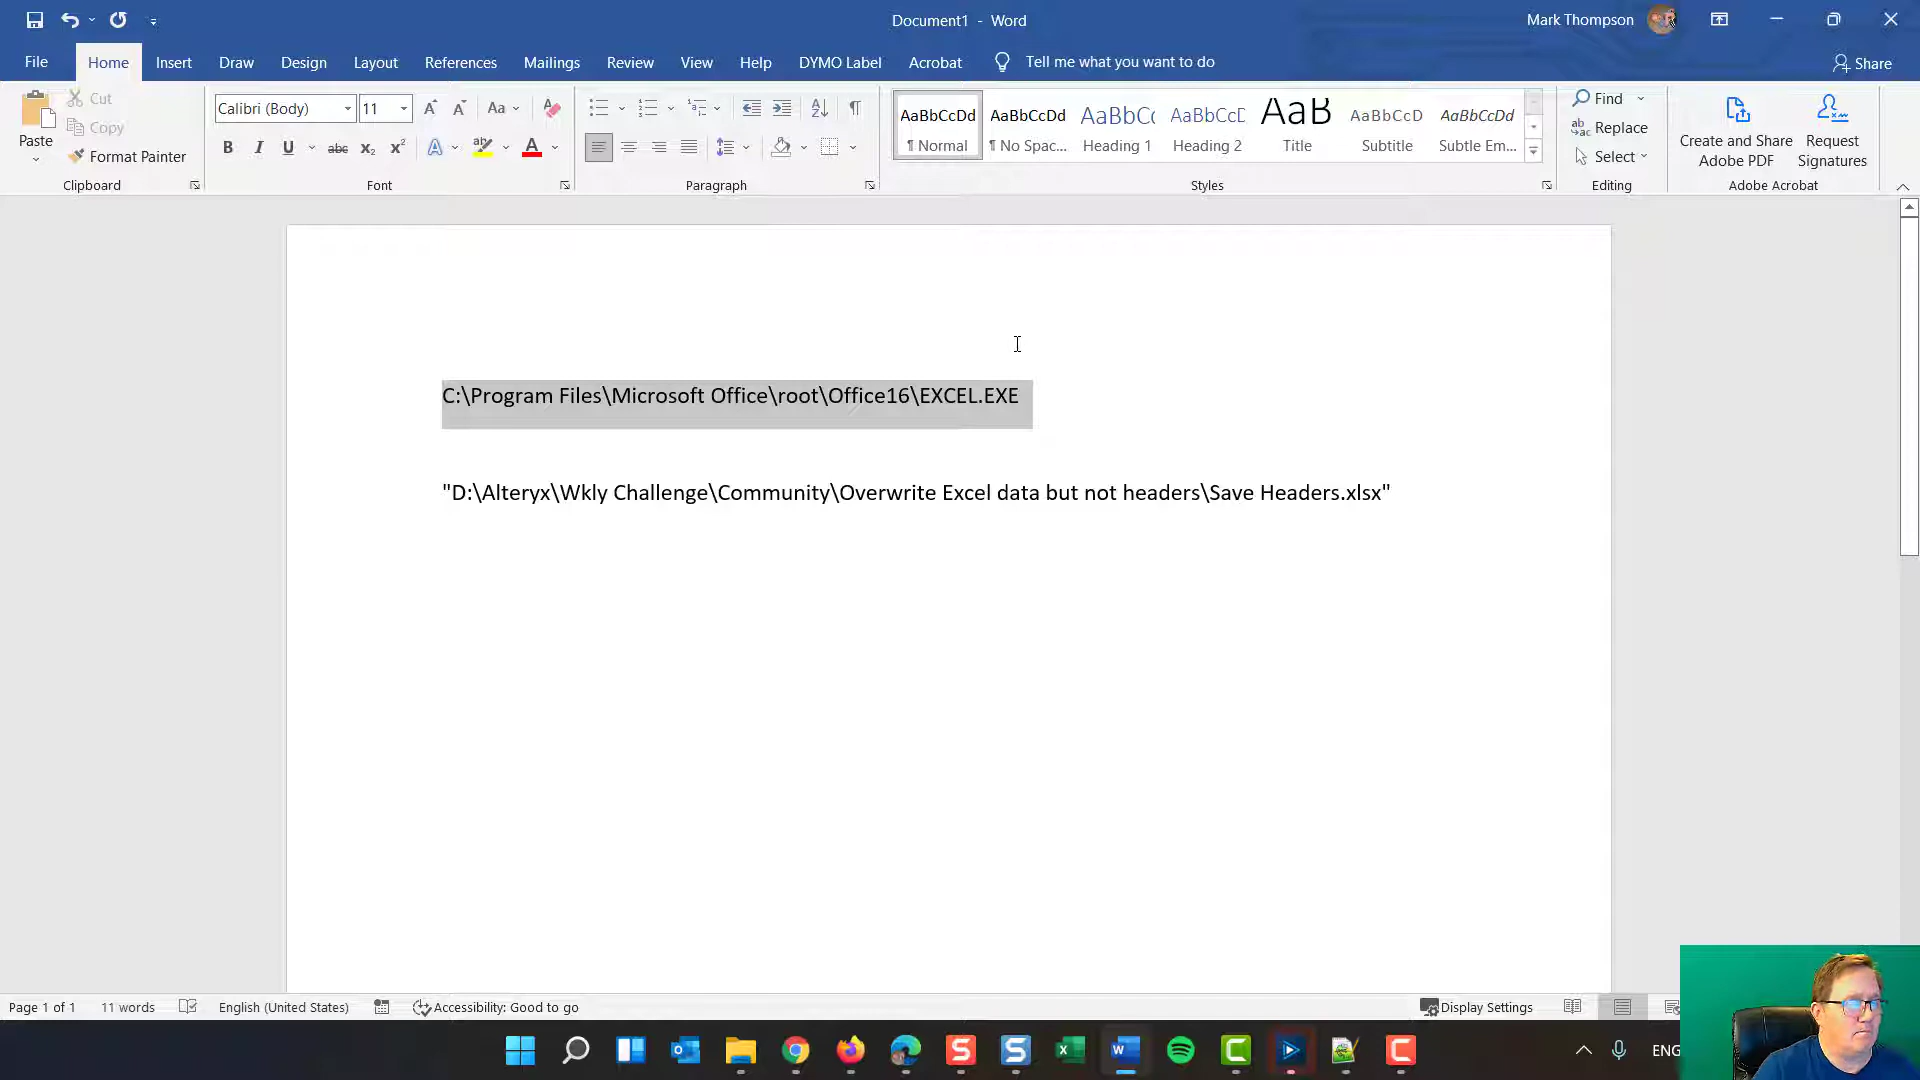 Document1 - Word
Mark Thompson
File
Home
Insert
Draw
Design
Layout
References
Mailings
Review
View
Help
DYMO Label
Acrobat
Tell me what you want to do
Share
Paste
Cut
Copy
Format Painter
Clipboard
Calibri (Body)
11
Aa
B
I
U
abc
x₂
x²
A
A
Font
Paragraph
AaBbCcDd
¶ Normal
AaBbCcDd
¶ No Spac...
AaBbCc
Heading 1
AaBbCcD
Heading 2
AaB
Title
AaBbCcD
Subtitle
AaBbCcDd
Subtle Em...
Styles
Find
Replace
Select
Editing
Create and Share
Adobe PDF
Request
Signatures
Adobe Acrobat
C:\Program Files\Microsoft Office\root\Office16\EXCEL.EXE
"D:\Alteryx\Wkly Challenge\Community\Overwrite Excel data but not headers\Save Headers.xlsx"
Page 1 of 1
11 words
English (United States)
Accessibility: Good to go
Display Settings
ENG